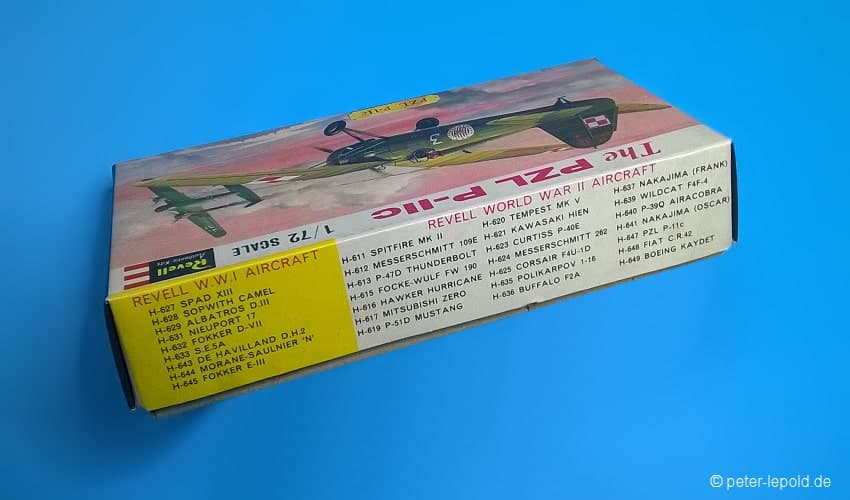 PZL P-11c
The PZL P-11c
1/72 SCALE
Revell
Authentic Kits
REVELL W.W.I AIRCRAFT
H-627 SPAD XIII
H-628 SOPWITH CAMEL
H-629 ALBATROS D.III
H-631 NIEUPORT 17
H-632 FOKKER D-VII
H-633 S.E.5A
H-643 DE HAVILLAND D.H.2
H-644 MORANE-SAULNIER 'N'
H-645 FOKKER E-III
REVELL WORLD WAR II AIRCRAFT
H-611 SPITFIRE MK II
H-612 MESSERSCHMITT 109E
H-613 P-47D THUNDERBOLT
H-615 FOCKE-WULF FW 190
H-616 HAWKER HURRICANE
H-617 MITSUBISHI ZERO
H-619 P-51D MUSTANG
H-620 TEMPEST MK V
H-621 KAWASAKI HIEN
H-623 CURTISS P-40E
H-624 MESSERSCHMITT 262
H-625 CORSAIR F4U-1D
H-635 POLIKARPOV 1-16
H-636 BUFFALO F2A
H-637 NAKAJIMA (FRANK)
H-639 WILDCAT F4F-4
H-640 P-39Q AIRACOBRA
H-641 NAKAJIMA (OSCAR)
H-647 PZL P-11c
H-648 FIAT C.R.42
H-649 BOEING KAYDET
© peter-lepold.de